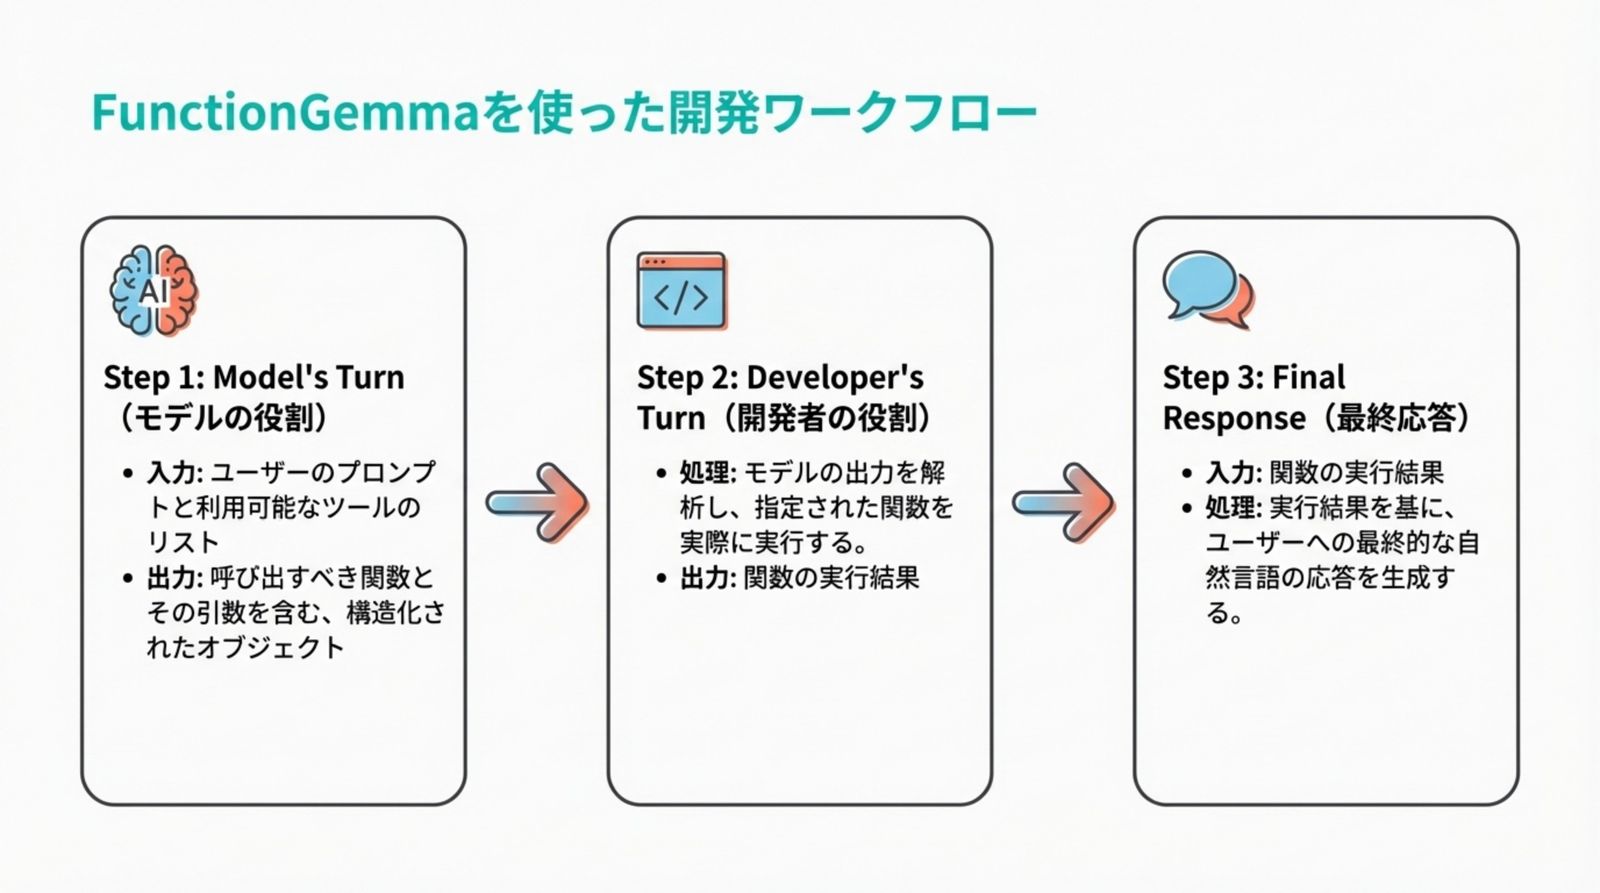 FunctionGemmaを使った開発ワークフロー
AI
Step 1: Model's Turn
（モデルの役割）
• 入力: ユーザーのプロンプ
トと利用可能なツールの
リスト
• 出力: 呼び出すべき関数と
その引数を含む、構造化さ
れたオブジェクト
</>
Step 2: Developer's
Turn（開発者の役割）
• 処理: モデルの出力を解
析し、指定された関数を
実際に実行する。
• 出力: 関数の実行結果
Step 3: Final
Response（最終応答）
• 入力: 関数の実行結果
• 処理: 実行結果を基に、
ユーザーへの最終的な自
然言語の応答を生成す
る。